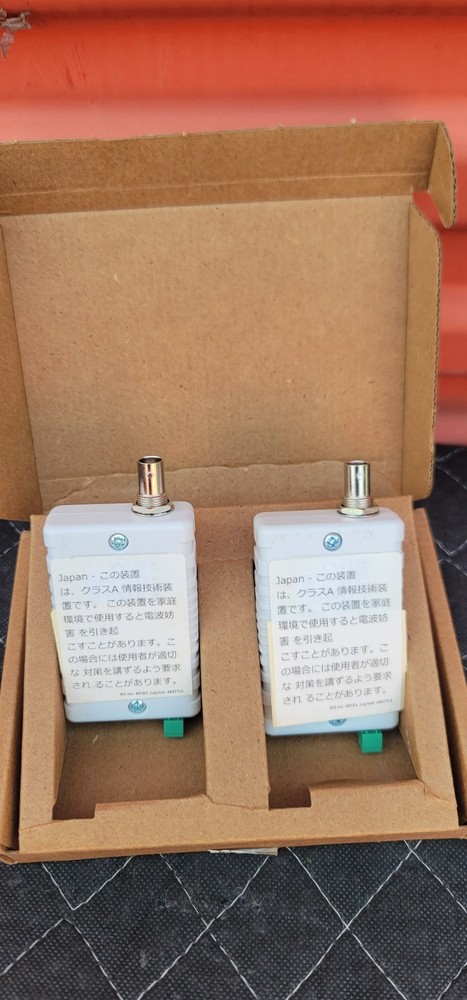 Japan - この装置
は、クラスA 情報技術装
置です。 この装置を家庭
環境で使用すると電波妨
害 を引き起
こすことがあります。こ
の場合には使用者が適切
な 対策を講ずるよう要求
され ることがあります。
Japan - この装置
は、クラスA 情報技術装
置です。 この装置を家庭
環境で使用すると電波妨
害 を引き起
こすことがあります。こ
の場合には使用者が適切
な 対策を講ずるよう要求
され ることがあります。